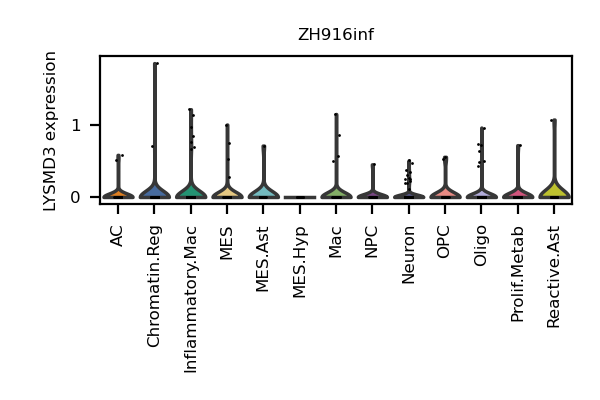 ZH916inf
LYSMD3 expression
1
0
AC
Chromatin.Reg
Inflammatory.Mac
MES
MES.Ast
MES.Hyp
Mac
NPC
Neuron
OPC
Oligo
Prolif.Metab
Reactive.Ast